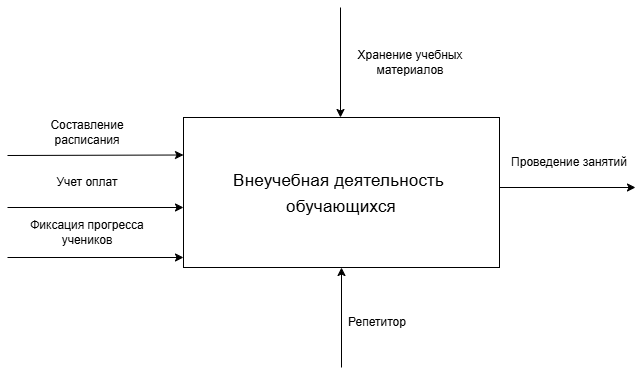 Хранение учебных
материалов
Составление
расписания
Учет оплат
Фиксация прогресса
учеников
Внеучебная деятельность
обучающихся
Проведение занятий
Репетитор